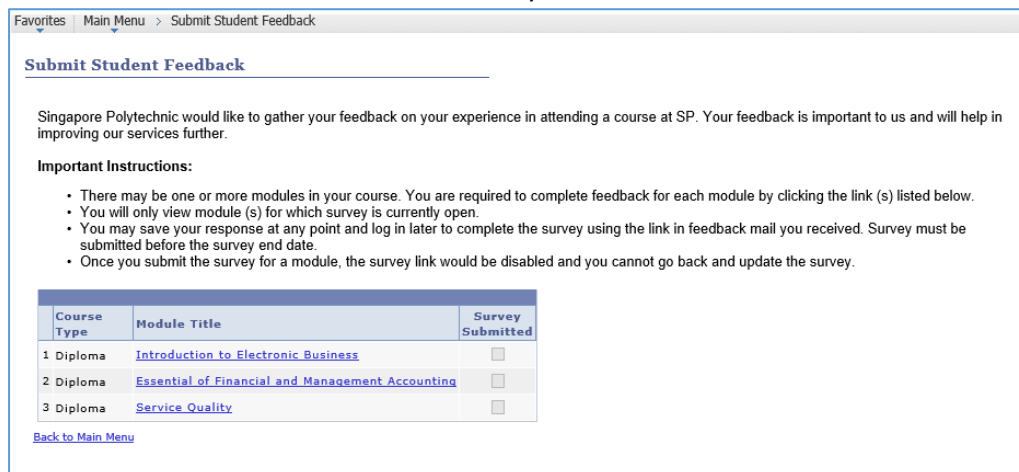 Favorites Main Menu > Submit Student Feedback
Submit Student Feedback
Singapore Polytechnic would like to gather your feedback on your experience in attending a course at SP. Your feedback is important to us and will help in
improving our services further.
Important Instructions:
• There may be one or more modules in your course. You are required to complete feedback for each module by clicking the link (s) listed below.
• You will only view module (s) for which survey is currently open.
• You may save your response at any point and log in later to complete the survey using the link in feedback mail you received. Survey must be
submitted before the survey end date.
• Once you submit the survey for a module, the survey link would be disabled and you cannot go back and update the survey.
Course Type Module Title Survey Submitted
1 Diploma Introduction to Electronic Business
2 Diploma Essential of Financial and Management Accounting
3 Diploma Service Quality
Back to Main Menu